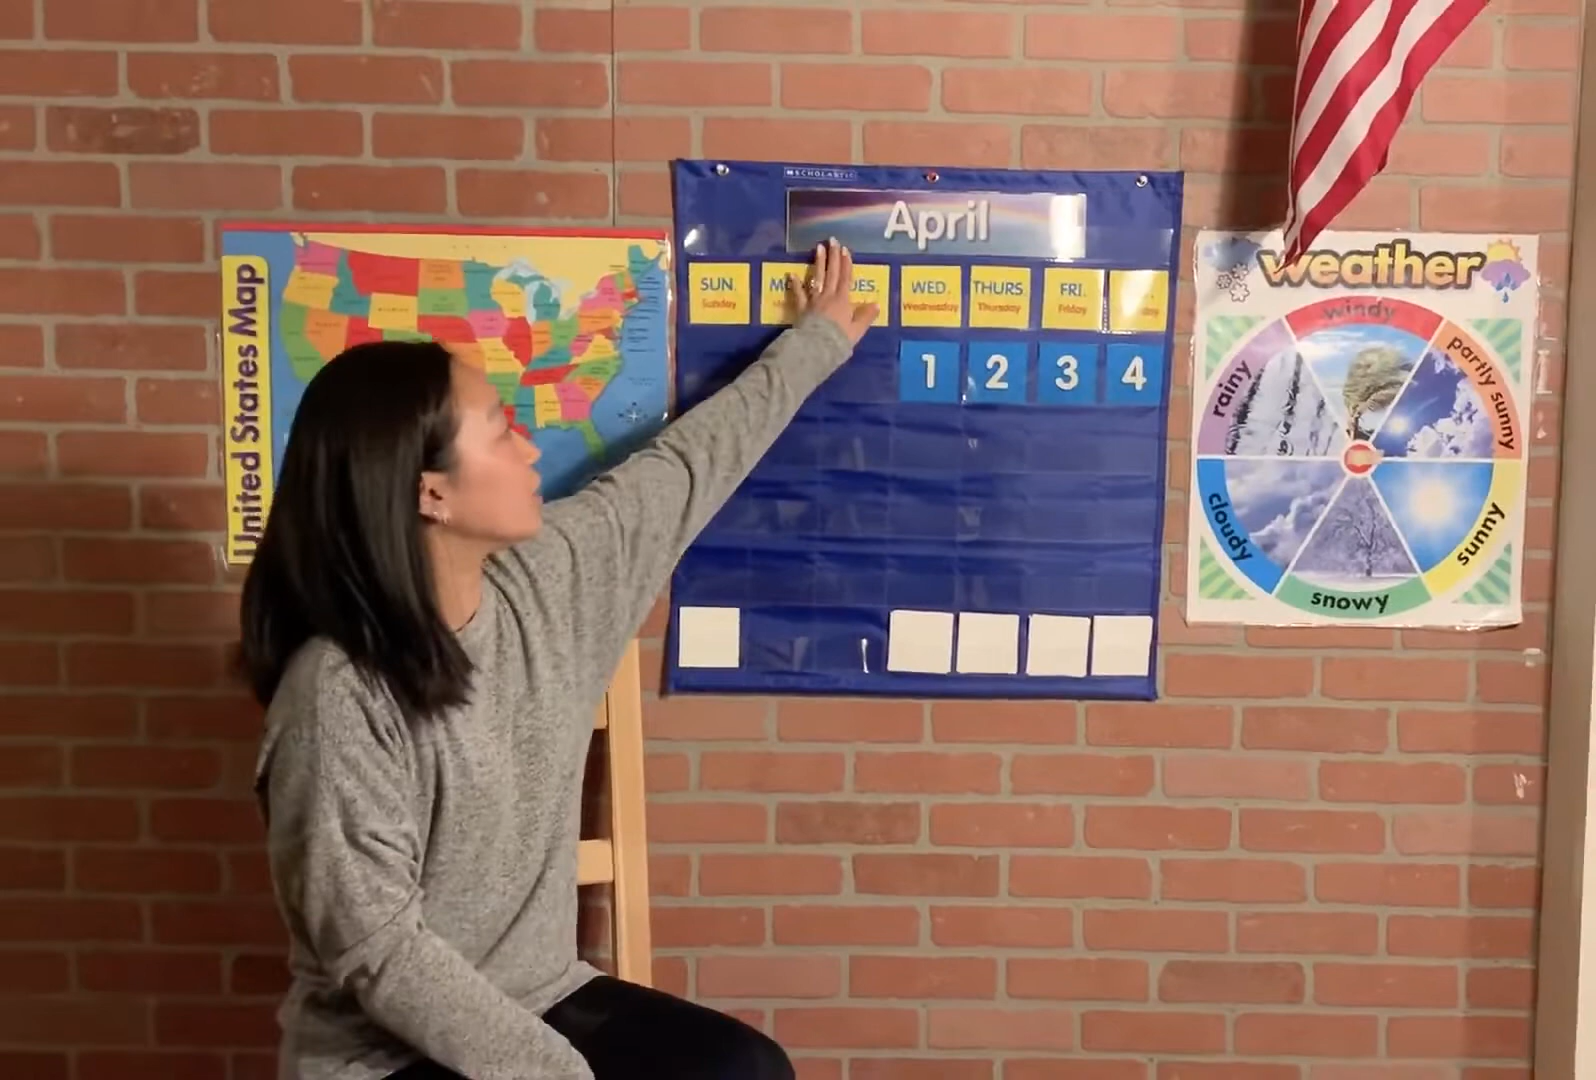 United States Map
SCHOLASTIC
April
SUN.
Sunday
WED.
Wednesday
THURS.
Thursday
FRI.
Friday
1
2
3
4
weather
windy
partly sunny
sunny
snowy
cloudy
rainy